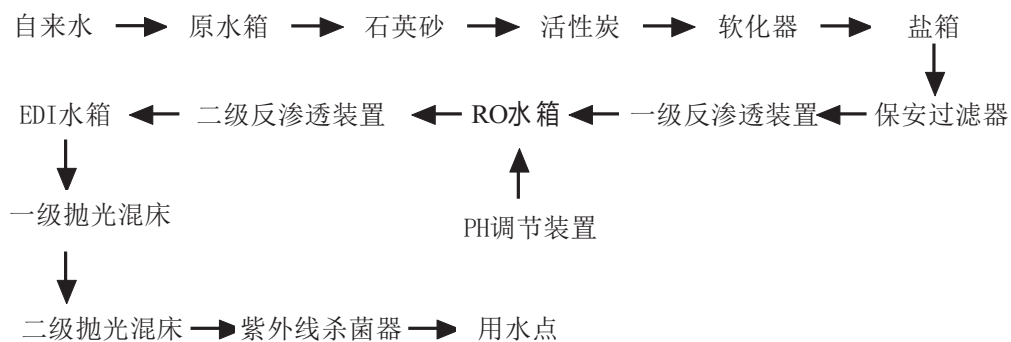 自来水 原水箱 石英砂 活性炭 软化器 盐箱
EDI水箱 二级反渗透装置 RO水箱 一级反渗透装置 保安过滤器
一级抛光混床 PH调节装置
二级抛光混床 紫外线杀菌器 用水点